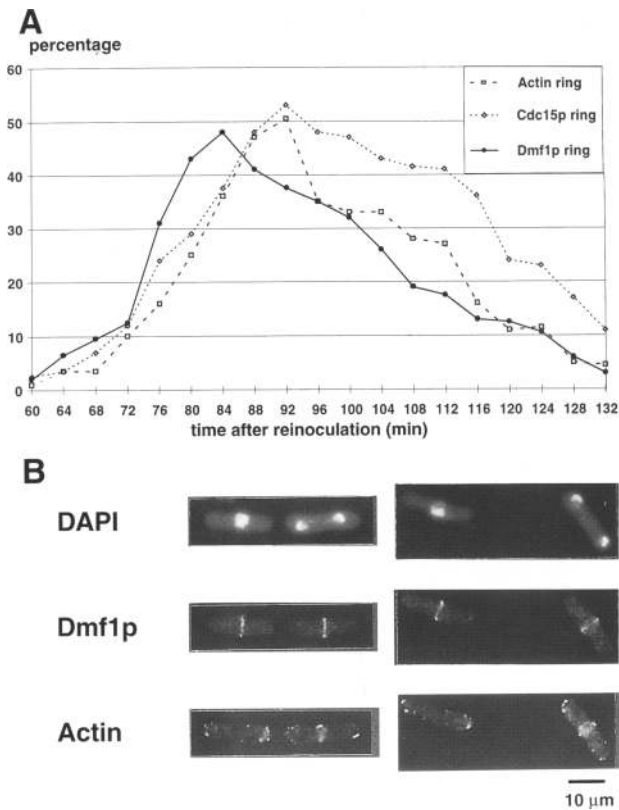 A
percentage
60
50
40
30
20
10
0
Actin ring
Cdc15p ring
Dmf1p ring
60 64 68 72 76 80 84 88 92 96 100 104 108 112 116 120 124 128 132
time after reinoculation (min)
B
DAPI
Dmf1p
Actin
10 µm